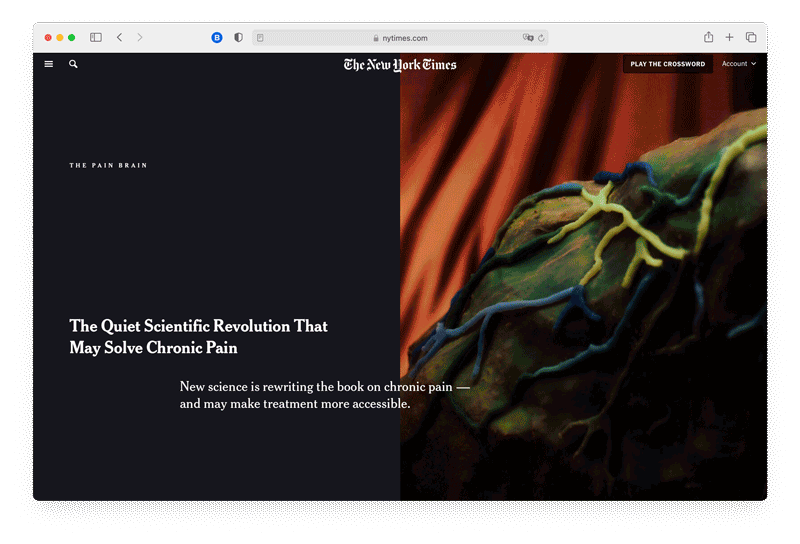 nytimes.com
The New York Times
PLAY THE CROSSWORD
Account
THE PAIN BRAIN
The Quiet Scientific Revolution That
May Solve Chronic Pain
New science is rewriting the book on chronic pain —
and may make treatment more accessible.